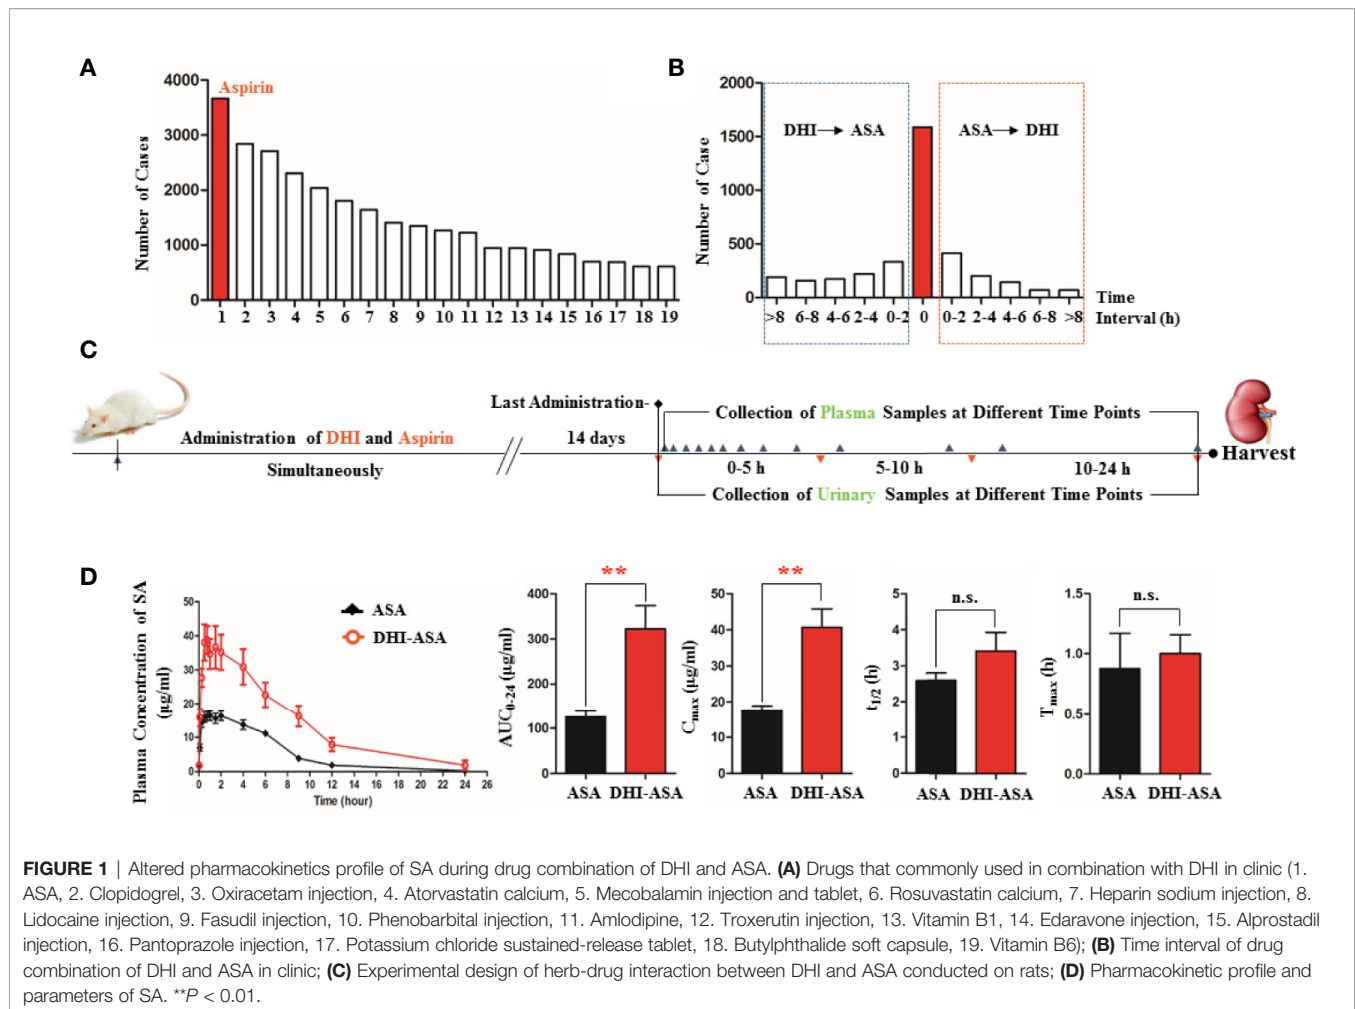 A
4000
3000
2000
1000
0
Number of Cases
Aspirin
1 2 3 4 5 6 7 8 9 10 11 12 13 14 15 16 17 18 19
B
2000
1500
1000
500
0
Number of Case
DHI → ASA
ASA → DHI
>8 6-8 4-6 2-4 0-2 0 0-2 2-4 4-6 6-8 >8
Time
Interval (h)
C
Last Administration-
Collection of Plasma Samples at Different Time Points
Administration of DHI and Aspirin
14 days
Simultaneously
0-5 h
5-10 h
10-24 h
Harvest
Collection of Urinary Samples at Different Time Points
D
Plasma Concentration of SA
(μg/ml)
50
40
30
20
10
0
0 2 4 6 8 10 12 14 16 18 20 22 24 26
Time (hour)
ASA
DHI-ASA
AUC0-24 (μg/ml)
400
300
200
100
0
**
ASA DHI-ASA
Cmax (μg/ml)
50
40
30
20
10
0
**
ASA DHI-ASA
t1/2 (h)
5
4
3
2
1
0
n.s.
ASA DHI-ASA
Tmax (h)
1.5
1.0
0.5
0.0
n.s.
ASA DHI-ASA
FIGURE 1 | Altered pharmacokinetics profile of SA during drug combination of DHI and ASA. (A) Drugs that commonly used in combination with DHI in clinic (1.
ASA, 2. Clopidogrel, 3. Oxiracetam injection, 4. Atorvastatin calcium, 5. Mecobalamin injection and tablet, 6. Rosuvastatin calcium, 7. Heparin sodium injection, 8.
Lidocaine injection, 9. Fasudil injection, 10. Phenobarbital injection, 11. Amlodipine, 12. Troxerutin injection, 13. Vitamin B1, 14. Edaravone injection, 15. Alprostadil
injection, 16. Pantoprazole injection, 17. Potassium chloride sustained-release tablet, 18. Butylphthalide soft capsule, 19. Vitamin B6); (B) Time interval of drug
combination of DHI and ASA in clinic; (C) Experimental design of herb-drug interaction between DHI and ASA conducted on rats; (D) Pharmacokinetic profile and
parameters of SA. **P < 0.01.